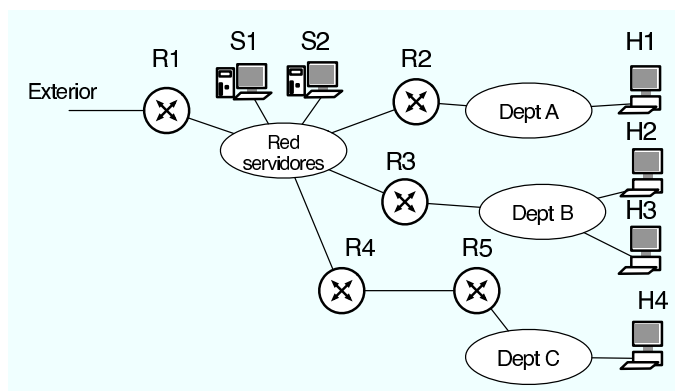 S1
S2
H1
R1
R2
Exterior
Dept A
Red
servidores
H2
R3
Dept B
H3
R4
R5
H4
Dept C